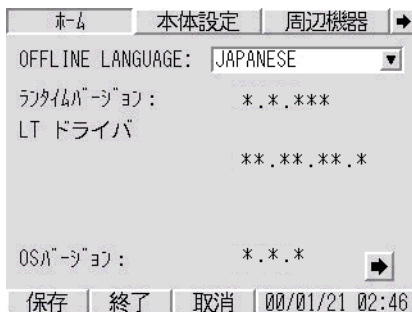 ﾎｰﾑ 本体設定 周辺機器
OFFLINE LANGUAGE: JAPANESE
ﾗﾝﾀｲﾑﾊﾞｰｼﾞｮﾝ: *.*.***
LT ドライバ
**.**.**.*
OSﾊﾞｰｼﾞｮﾝ: *.*.*
保存 終了 取消 00/01/21 02:46